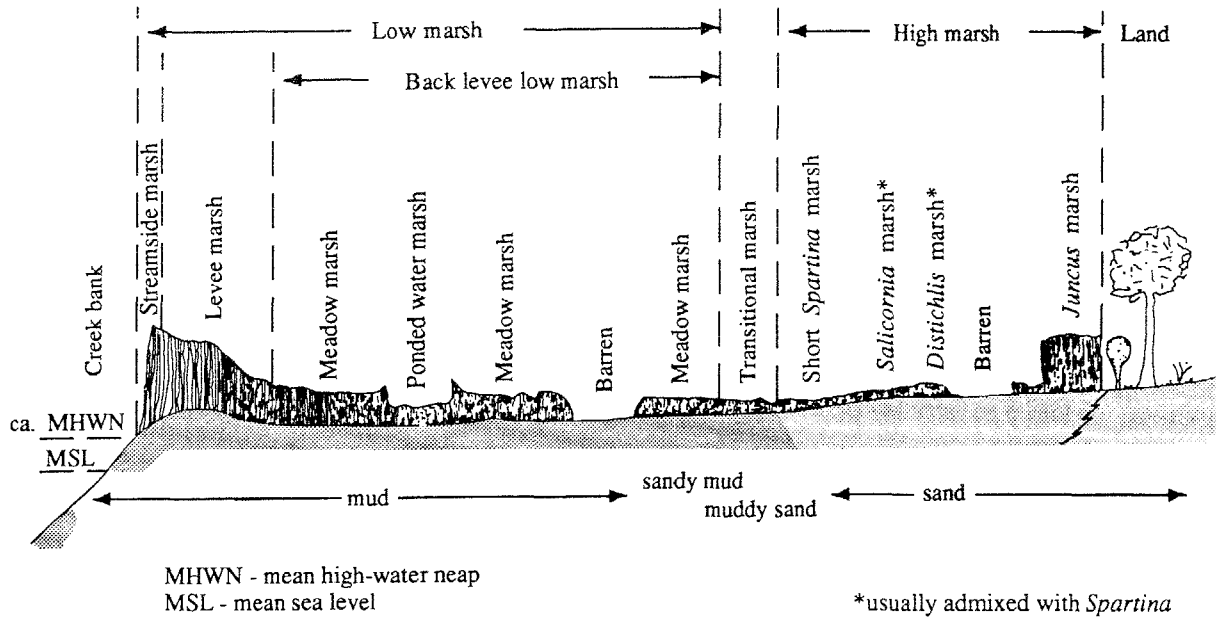 Low marsh
High marsh
Land
Back levee low marsh
Creek bank
Streamside marsh
Levee marsh
Meadow marsh
Ponded water marsh
Meadow marsh
Barren
Meadow marsh
Transitional marsh
Short Spartina marsh
Salicornia marsh*
Distichlis marsh*
Barren
Juncus marsh
ca. MHWN
MSL
mud
sandy mud
muddy sand
sand
MHWN - mean high-water neap
MSL - mean sea level
*usually admixed with Spartina